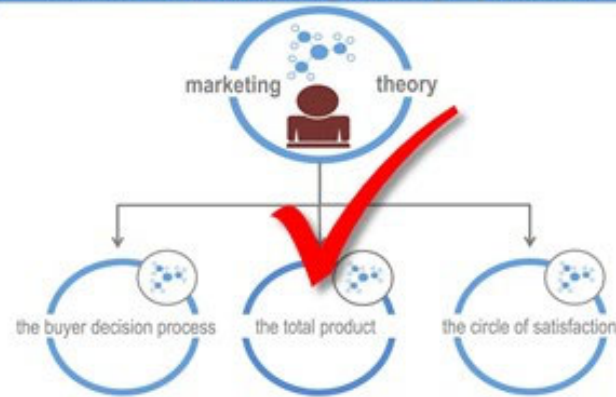 marketing theory
the buyer decision process
the total product
the circle of satisfaction